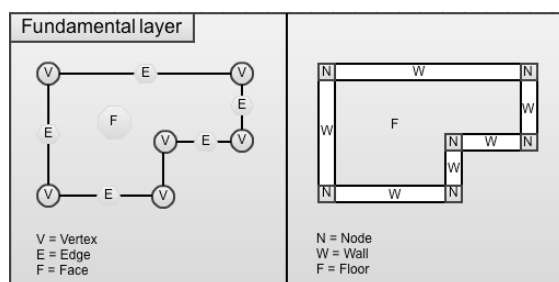 Fundamental layer
V E V
E F E
V E V
V E V
V = Vertex
E = Edge
F = Face
N W N
W F W
N W N
W
N W N
N = Node
W = Wall
F = Floor